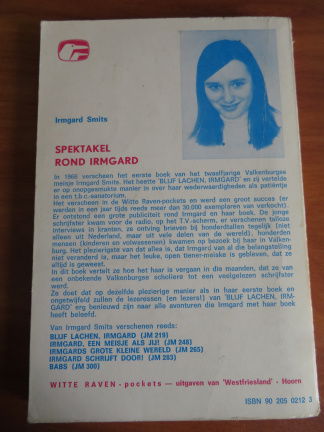 Irmgard Smits
SPEKTAKEL
ROND IRMGARD
In 1966 verscheen het eerste boek van het twaalfjarige Valkenburgse
meisje Irmgard Smits. Het heette 'BLIJF LACHEN, IRMGARD' en zij vertelde
er op onopgesmukte manier in over haar wederwaardigheden als patiëntje
in een t.b.c.-sanatorium.
Het verscheen in de Witte Raven-pockets en werd een groot succes (er
werden in een jaar tijds reeds meer dan 30.000 exemplaren van verkocht).
Er ontstond een grote publiciteit rond Irmgard en haar boek. De jonge
schrijfster kwam voor de radio, op het T.V.-scherm, er verschenen talloze
interviews in kranten, ze ontving brieven bij honderdtallen tegelijk (niet
alleen uit Nederland, maar uit vele delen van de wereld), honderden
mensen (kinderen en volwassenen) kwamen op bezoek bij haar in Valken-
burg. Het plezierigste van dat alles is, dat Irmgard van al die belangstelling
niet veranderd is, maar het leuke, open tiener-meiske is gebleven, dat ze
altijd is geweest.
In dit boek vertelt ze hoe het haar is vergaan in die maanden, dat ze van
een onbekende Valkenburgse scholiere tot een veelgelezen schrijfster
werd.
Ze doet dat op dezelfde plezierige manier als in haar eerste boek en
ongetwijfeld zullen de lezeressen (en lezers!) van 'BLIJF LACHEN, IRM-
GARD' erg benieuwd zijn naar alle avonturen die Irmgard met haar boek
heeft beleefd.
Van Irmgard Smits verschenen reeds:
BLIJF LACHEN, IRMGARD (JM 219)
IRMGARD, EEN MEISJE ALS JIJ! (JM 248)
IRMGARDS GROTE KLEINE WERELD (JM 265)
IRMGARD SCHRIJFT DOOR! (JM 283)
BABS (JM 300)
WITTE RAVEN - pockets — uitgaven van 'Westfriesland' - Hoorn
ISBN 90 205 0212 3